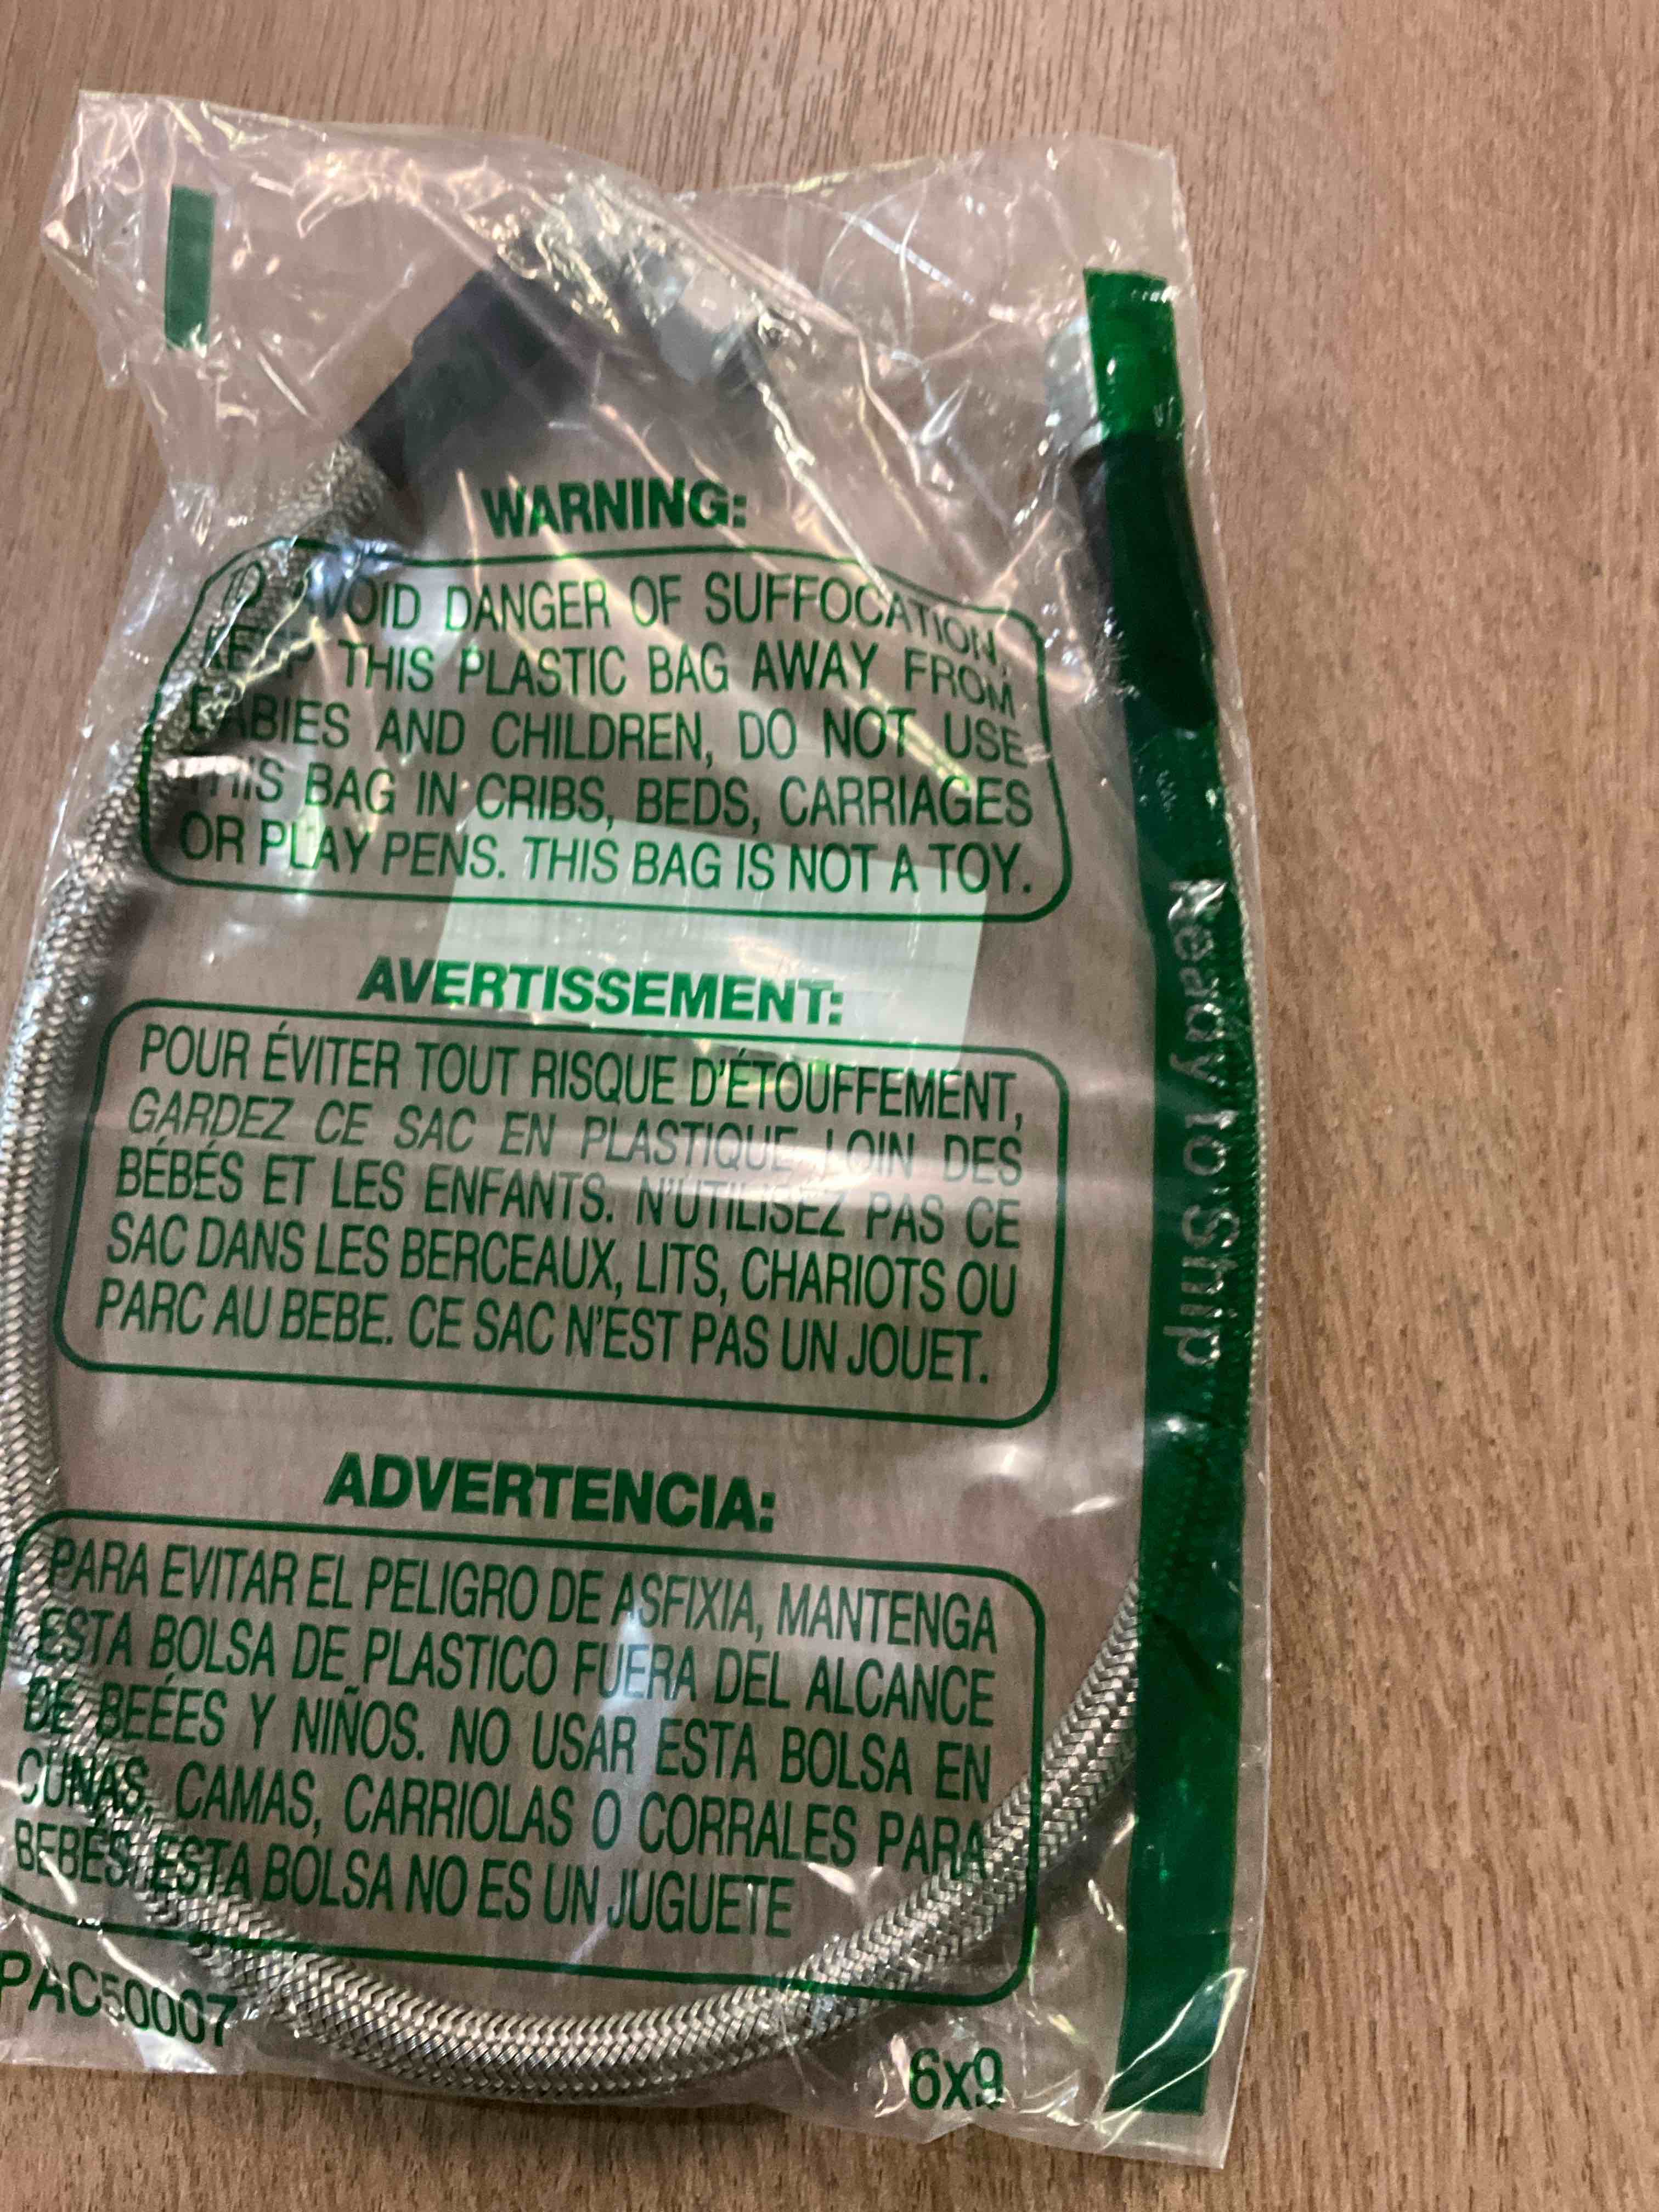 WARNING:
TO AVOID DANGER OF SUFFOCATION,
KEEP THIS PLASTIC BAG AWAY FROM
BABIES AND CHILDREN, DO NOT USE
THIS BAG IN CRIBS, BEDS, CARRIAGES
OR PLAY PENS. THIS BAG IS NOT A TOY.
AVERTISSEMENT:
POUR ÉVITER TOUT RISQUE D'ÉTOUFFEMENT,
GARDEZ CE SAC EN PLASTIQUE LOIN DES
BÉBÉS ET LES ENFANTS. N'UTILISEZ PAS CE
SAC DANS LES BERCEAUX, LITS, CHARIOTS OU
PARC AU BEBE. CE SAC N'EST PAS UN JOUET.
ADVERTENCIA:
PARA EVITAR EL PELIGRO DE ASFIXIA, MANTENGA
ESTA BOLSA DE PLASTICO FUERA DEL ALCANCE
DE BEÉES Y NIÑOS. NO USAR ESTA BOLSA EN
CUNAS, CAMAS, CARRIOLAS O CORRALES PARA
BEBÉS. ESTA BOLSA NO ES UN JUGUETE
PAC50007
6x9
Ready to Ship